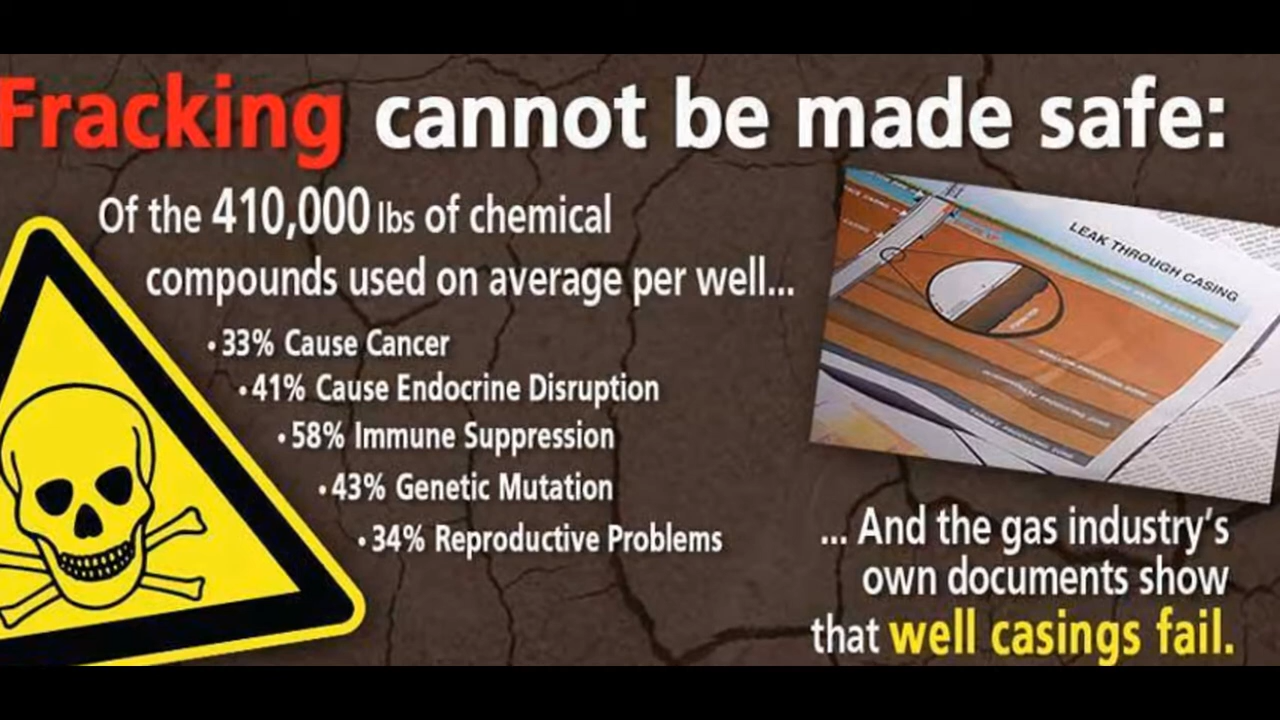 Fracking cannot be made safe:
Of the 410,000 lbs of chemical
compounds used on average per well...
• 33% Cause Cancer
• 41% Cause Endocrine Disruption
• 58% Immune Suppression
• 43% Genetic Mutation
• 34% Reproductive Problems
LEAK THROUGH CASING
... And the gas industry's
own documents show
that well casings fail.